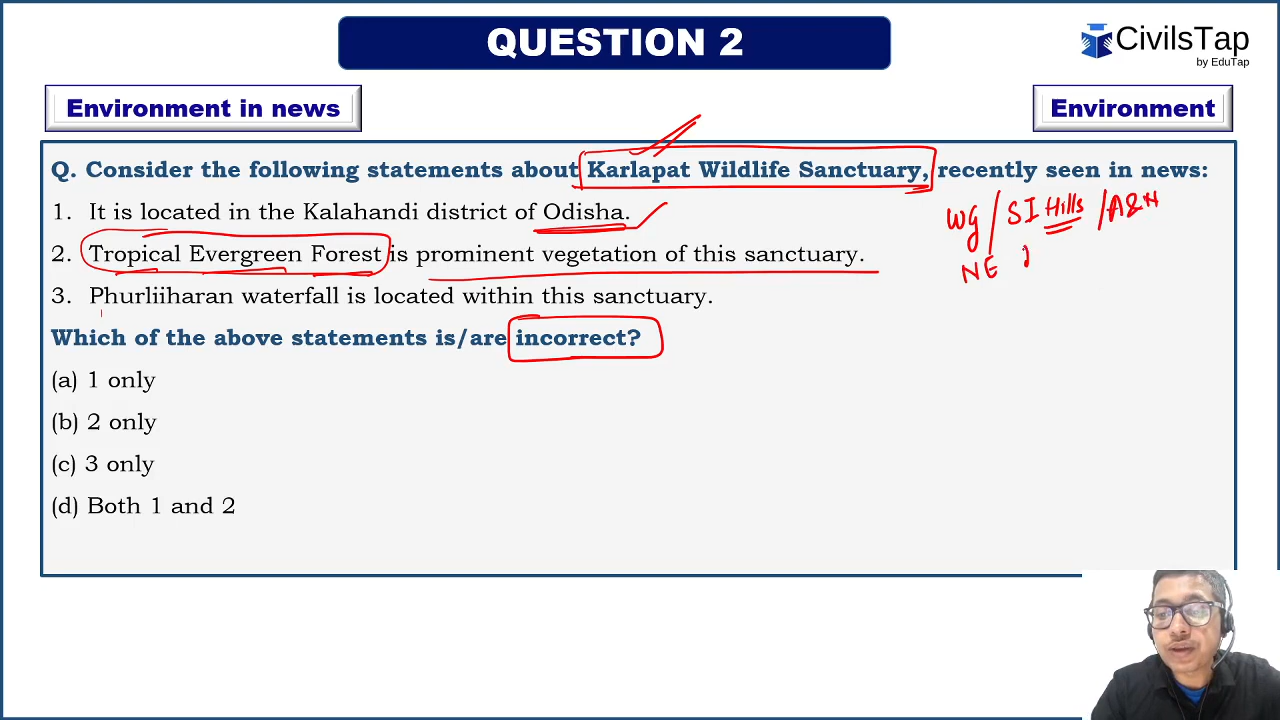 QUESTION 2
CivilsTap
by EduTap
Environment in news
Environment
Q. Consider the following statements about Karlapat Wildlife Sanctuary, recently seen in news:
1. It is located in the Kalahandi district of Odisha.
WG / SI Hills / A&N
2. Tropical Evergreen Forest is prominent vegetation of this sanctuary.
NE
3. Phurliiharan waterfall is located within this sanctuary.
Which of the above statements is/are incorrect?
(a) 1 only
(b) 2 only
(c) 3 only
(d) Both 1 and 2